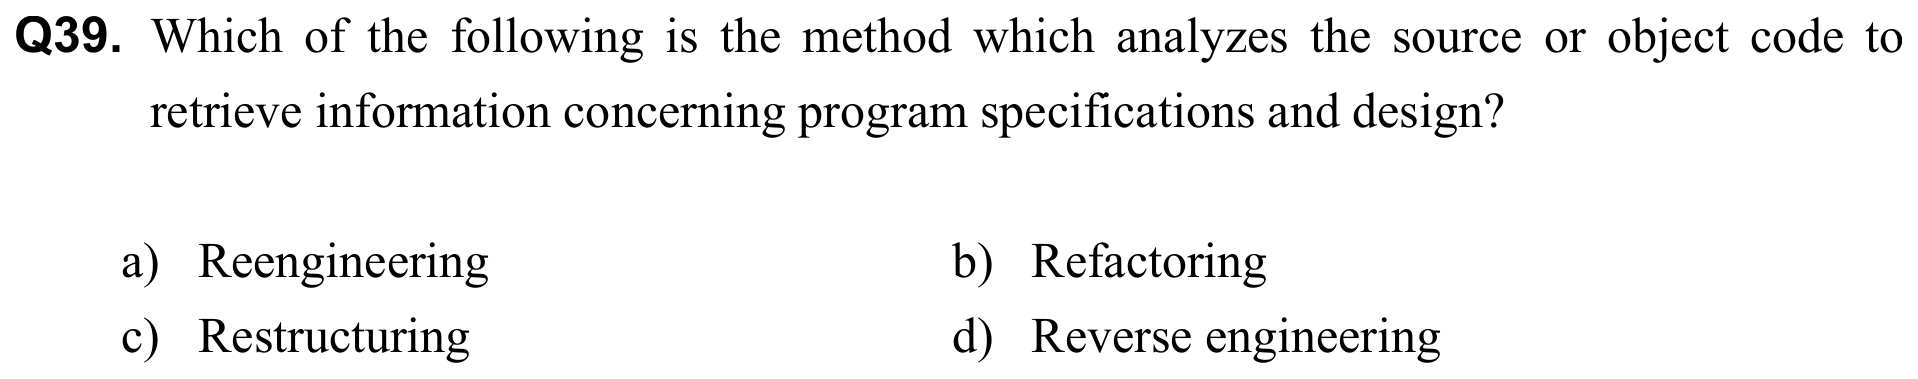 Q39. Which of the following is the method which analyzes the source or object code to
retrieve information concerning program specifications and design?
a) Reengineering b) Refactoring
c) Restructuring d) Reverse engineering